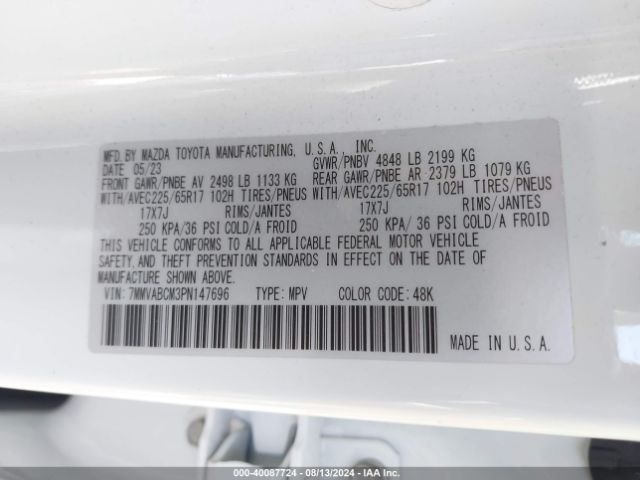 MFD. BY MAZDA TOYOTA MANUFACTURING, U.S.A., INC.
DATE 05/23 GVWR/PNBV 4848 LB 2199 KG
FRONT GAWR/PNBE AV 2498 LB 1133 KG REAR GAWR/PNBE AR 2379 LB 1079 KG
WITH/AVEC225/65R17 102H TIRES/PNEUS WITH/AVEC225/65R17 102H TIRES/PNEUS
17X7J RIMS/JANTES 17X7J RIMS/JANTES
250 KPA/36 PSI COLD/A FROID 250 KPA/36 PSI COLD/A FROID
THIS VEHICLE CONFORMS TO ALL APPLICABLE FEDERAL MOTOR VEHICLE
SAFETY, AND THEFT PREVENTION STANDARDS IN EFFECT ON THE DATE OF
MANUFACTURE SHOWN ABOVE.
VIN: 7MMVABCM3PN147696 TYPE: MPV COLOR CODE: 48K
MADE IN U.S.A.
000-40087724 - 08/13/2024 - IAA Inc.